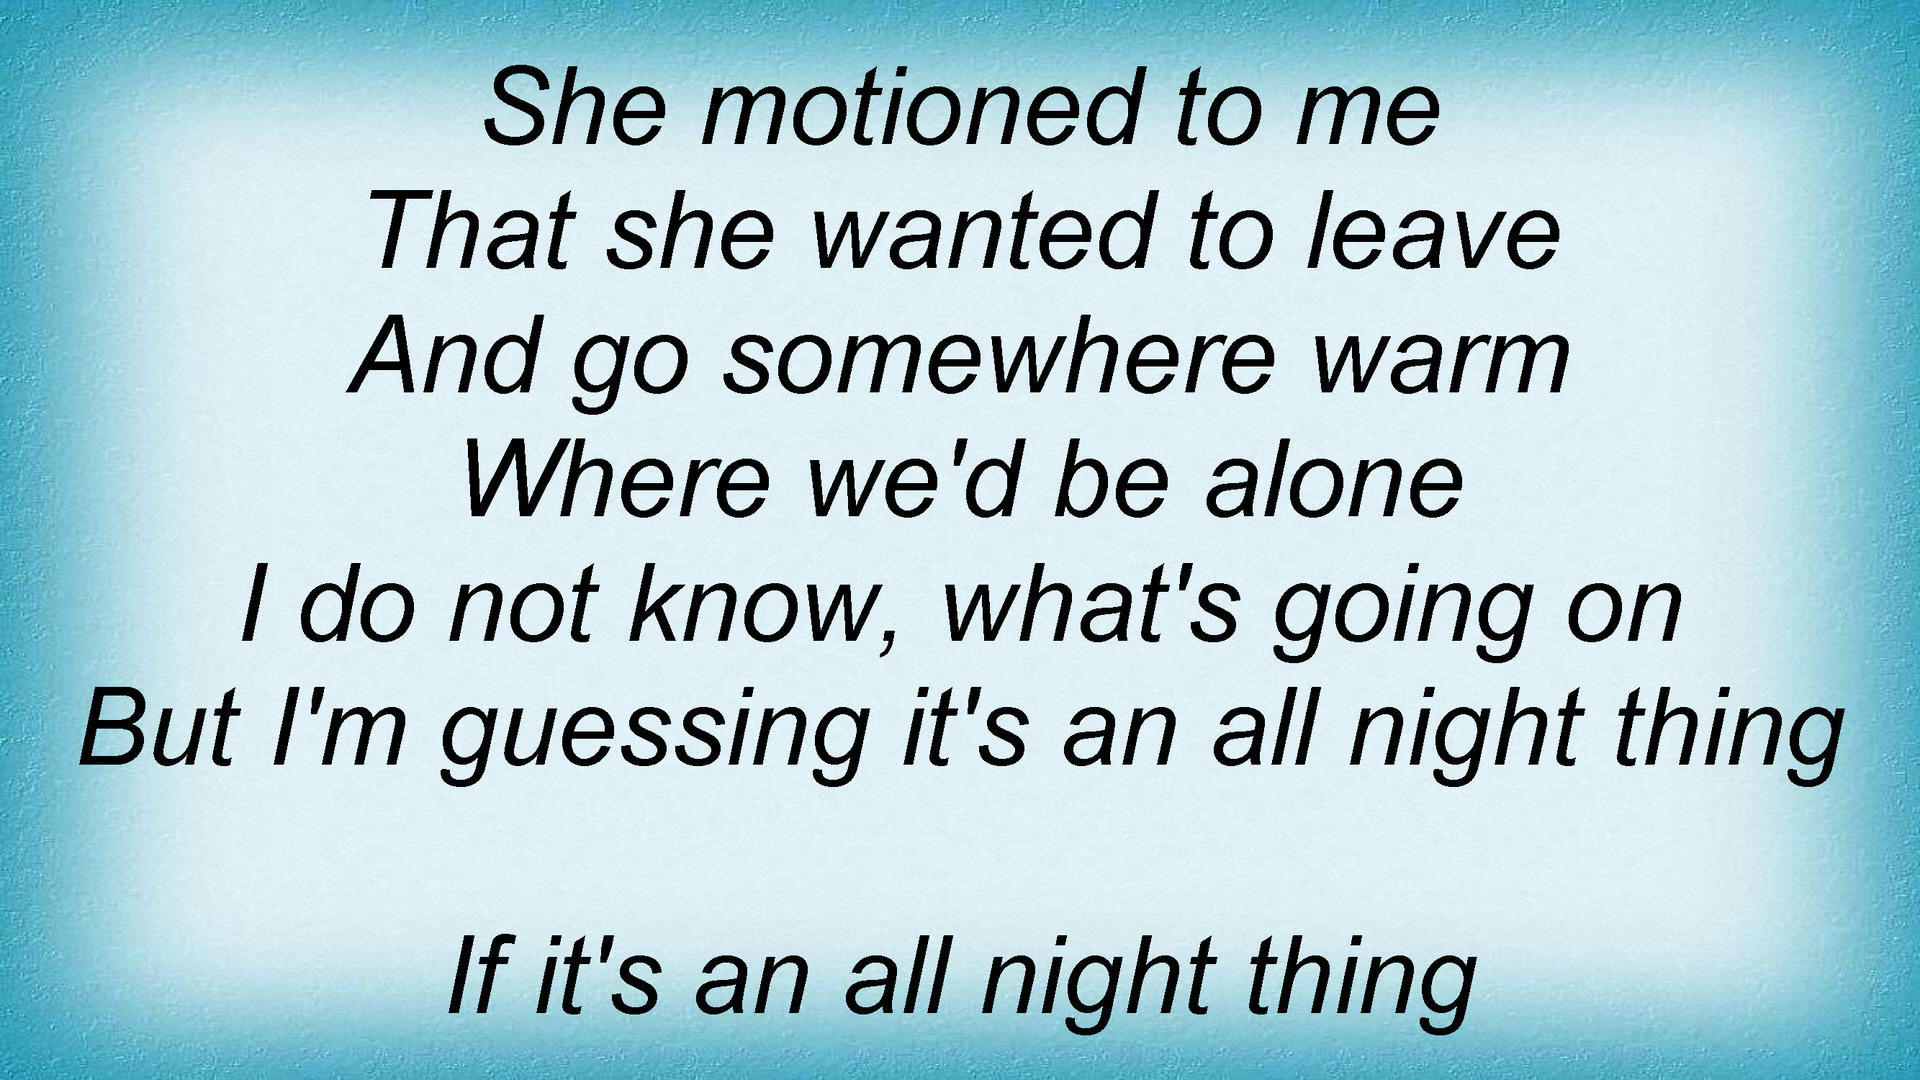 She motioned to me
That she wanted to leave
And go somewhere warm
Where we'd be alone
I do not know, what's going on
But I'm guessing it's an all night thing
If it's an all night thing